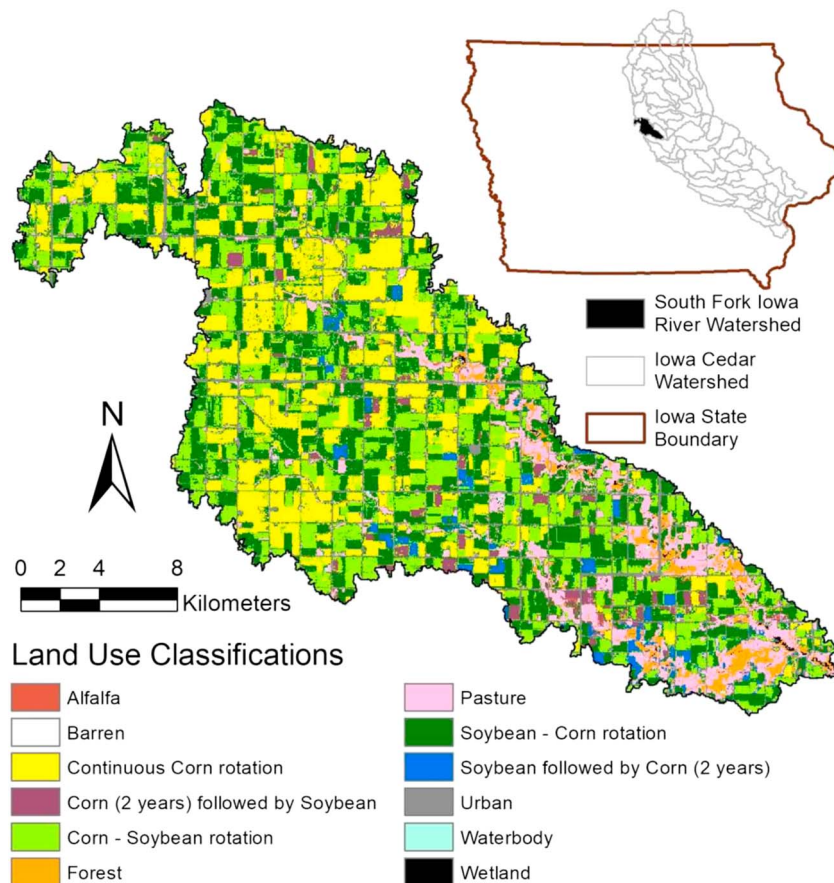 South Fork Iowa
River Watershed
Iowa Cedar
Watershed
Iowa State
Boundary
N
0 2 4 8
Kilometers
Land Use Classifications
Alfalfa
Barren
Continuous Corn rotation
Corn (2 years) followed by Soybean
Corn - Soybean rotation
Forest
Pasture
Soybean - Corn rotation
Soybean followed by Corn (2 years)
Urban
Waterbody
Wetland